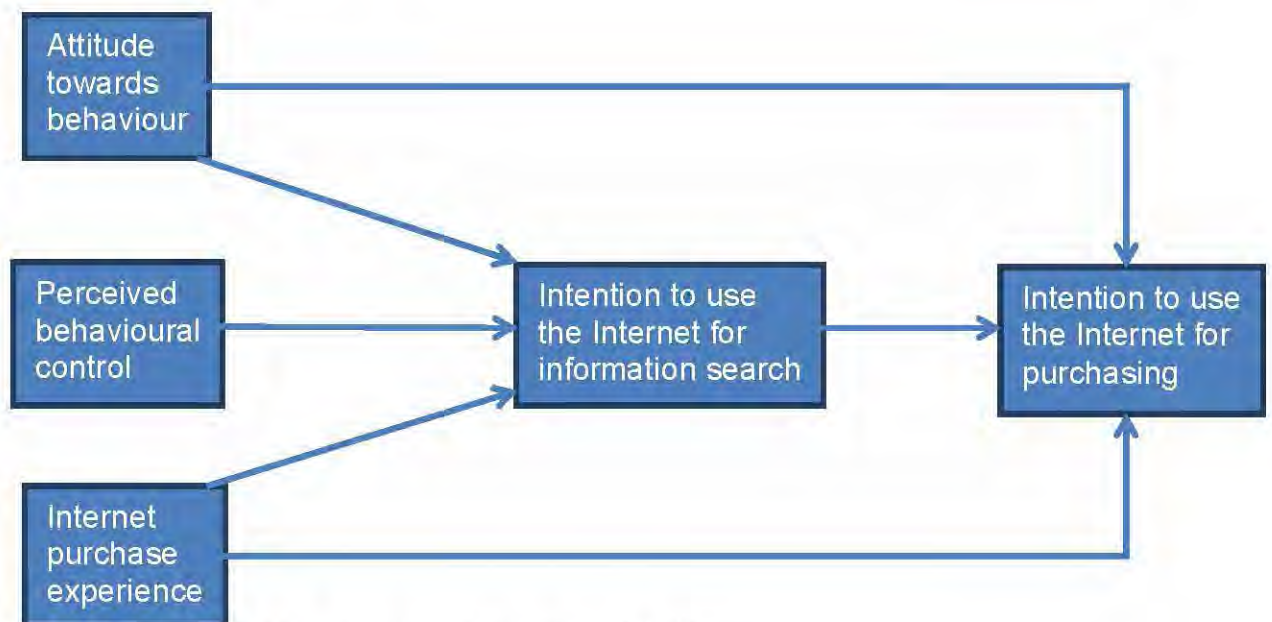 Attitude
towards
behaviour
Perceived
behavioural
control
Intention to use
the Internet for
information search
Intention to use
the Internet for
purchasing
Internet
purchase
experience